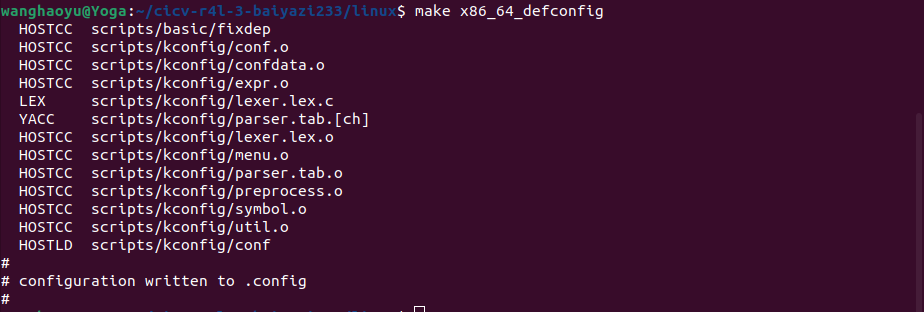 wanghaoyu@Yoga:~/cicv-r4l-3-baiyazi233/linux$ make x86_64_defconfig
  HOSTCC  scripts/basic/fixdep
  HOSTCC  scripts/kconfig/conf.o
  HOSTCC  scripts/kconfig/confdata.o
  HOSTCC  scripts/kconfig/expr.o
  LEX     scripts/kconfig/lexer.lex.c
  YACC    scripts/kconfig/parser.tab.[ch]
  HOSTCC  scripts/kconfig/lexer.lex.o
  HOSTCC  scripts/kconfig/menu.o
  HOSTCC  scripts/kconfig/parser.tab.o
  HOSTCC  scripts/kconfig/preprocess.o
  HOSTCC  scripts/kconfig/symbol.o
  HOSTCC  scripts/kconfig/util.o
  HOSTLD  scripts/kconfig/conf
#
# configuration written to .config
#